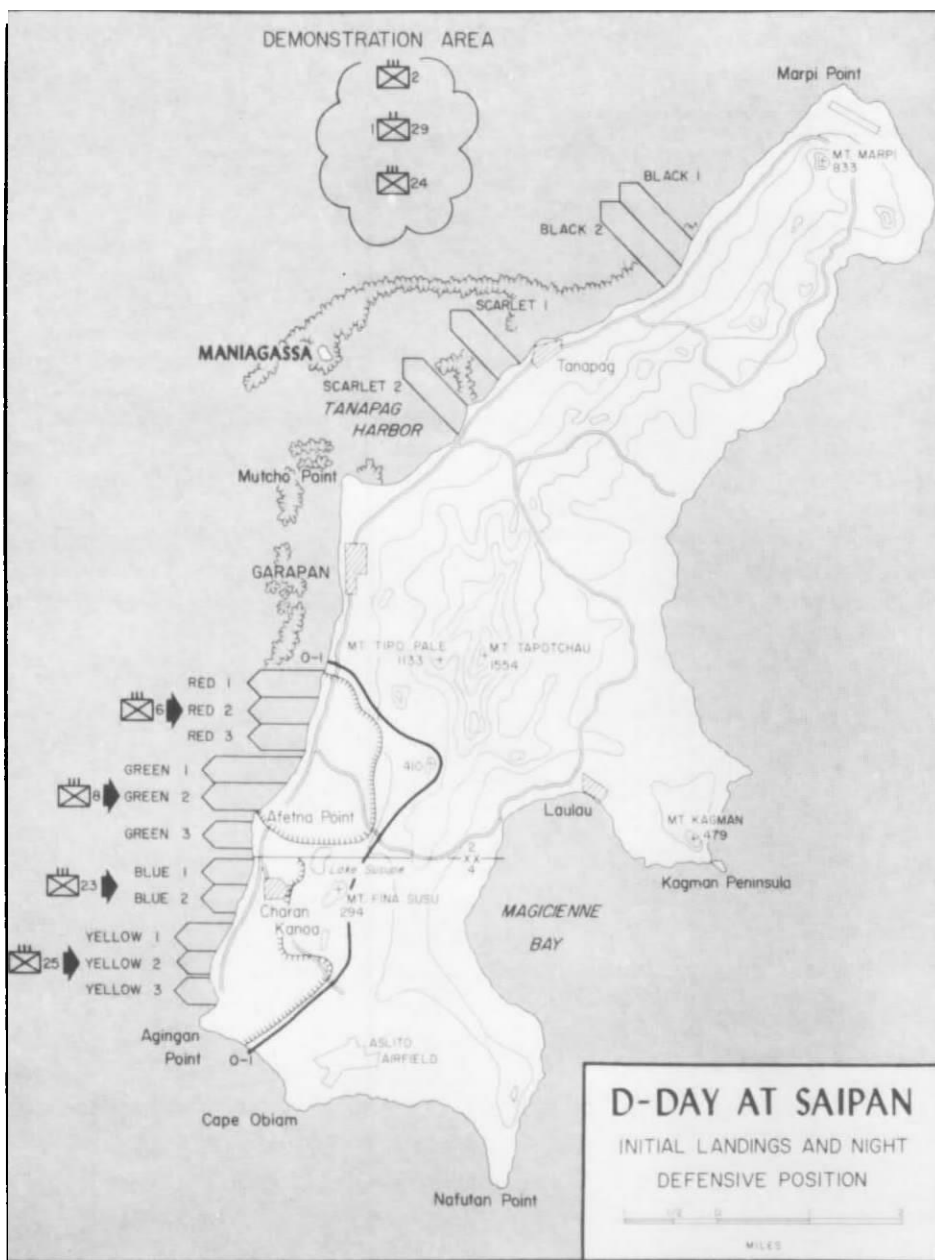 DEMONSTRATION AREA
2
1 29
24
Marpi Point
MT. MARPI
833
BLACK 1
BLACK 2
SCARLET 1
MANIAGASSA
SCARLET 2
Tanapag
TANAPAG
HARBOR
Mutcho Point
GARAPAN
O-1
MT. TIPO PALE
1133
MT. TAPOTCHAU
1554
RED 1
6 RED 2
RED 3
410
GREEN 1
8 GREEN 2
GREEN 3
Afetna Point
Laulau
MT. KAGMAN
479
Kagman Peninsula
2
XX
4
BLUE 1
23
BLUE 2
Lake Susupe
MT. FINA SUSU
294
Charan
Kanoa
MAGICIENNE
BAY
YELLOW 1
25 YELLOW 2
YELLOW 3
Agingan
Point
O-1
ASLITO
AIRFIELD
Cape Obiam
Nafutan Point
D-DAY AT SAIPAN
INITIAL LANDINGS AND NIGHT
DEFENSIVE POSITION
MILES